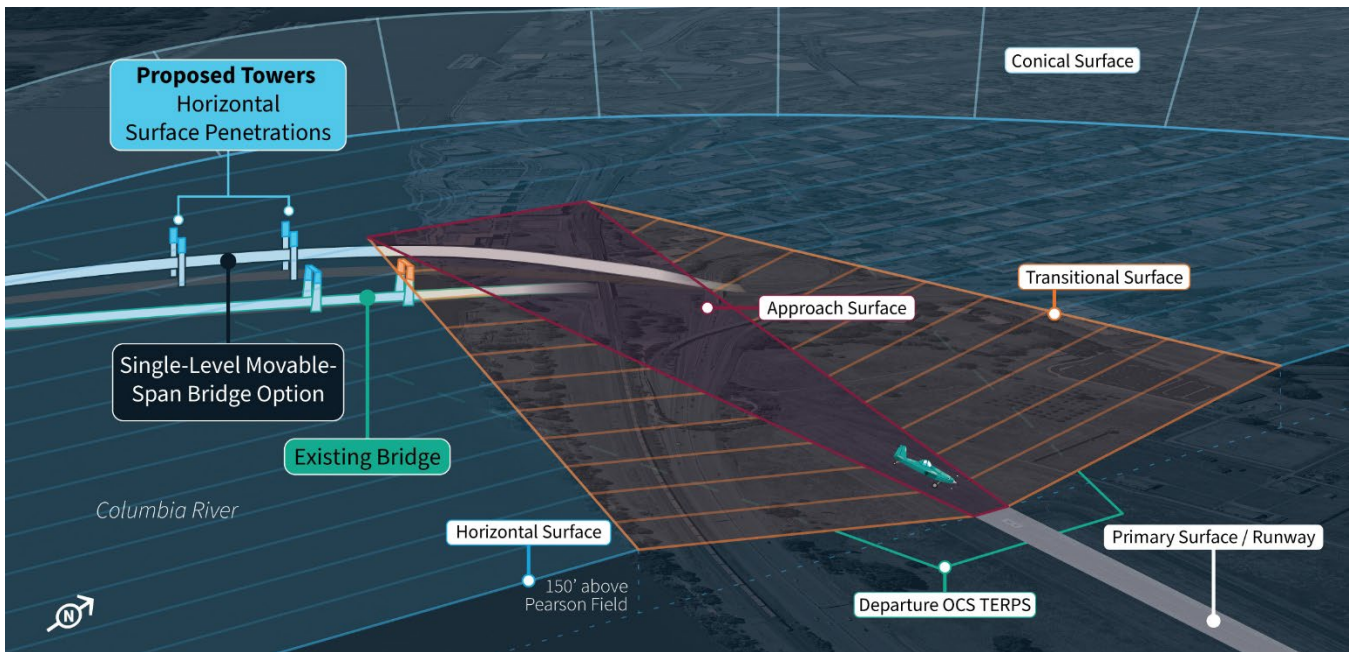 Conical Surface
Proposed Towers
Horizontal
Surface Penetrations
Transitional Surface
Approach Surface
Single-Level Movable-
Span Bridge Option
Existing Bridge
Columbia River
Horizontal Surface
150’ above
Pearson Field
Primary Surface / Runway
Departure OCS TERPS
N